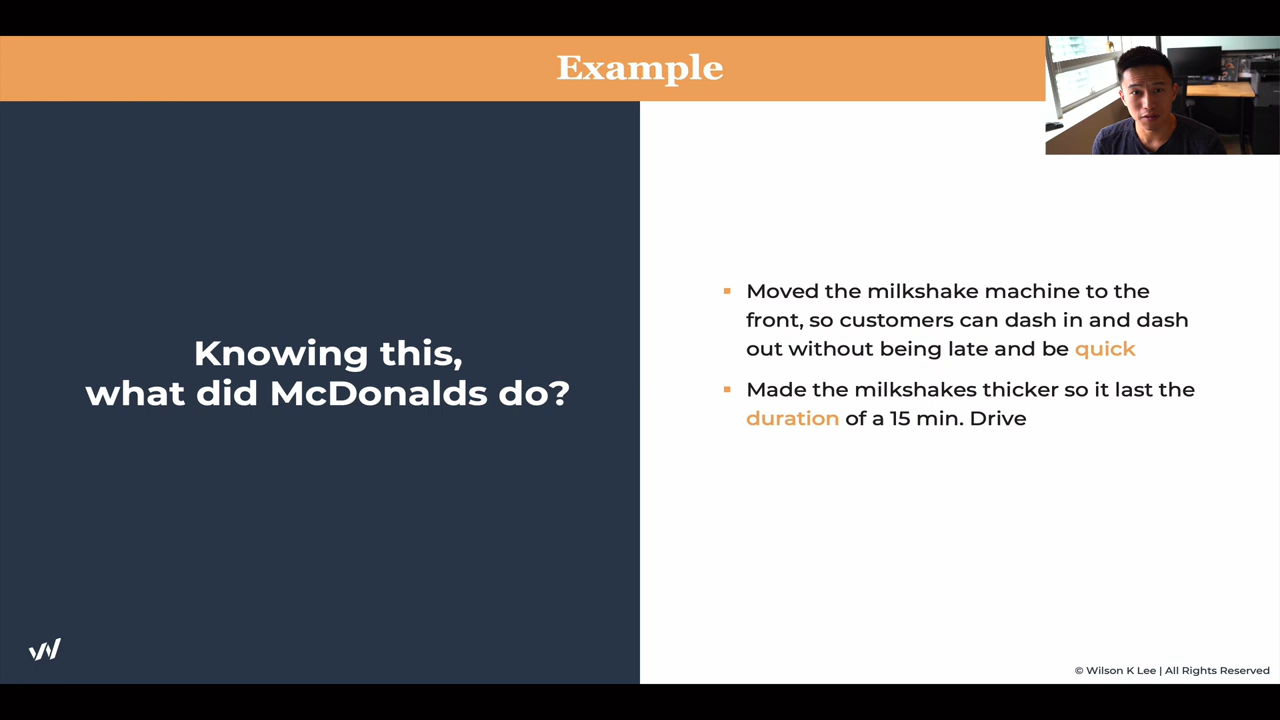 Example
Knowing this,
what did McDonalds do?
▪ Moved the milkshake machine to the
front, so customers can dash in and dash
out without being late and be quick
▪ Made the milkshakes thicker so it last the
duration of a 15 min. Drive
© Wilson K Lee | All Rights Reserved